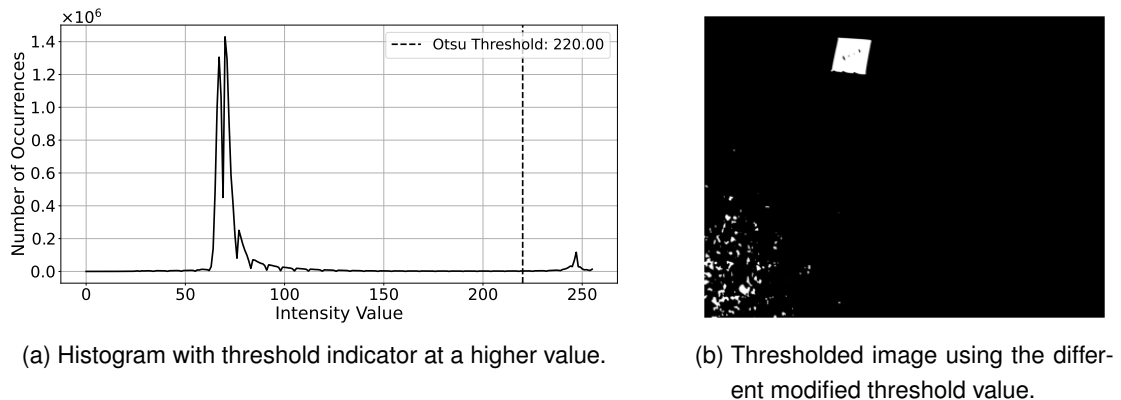 ×10⁶
1.4
1.2
1.0
0.8
0.6
0.4
0.2
0.0
Number of Occurrences
Otsu Threshold: 220.00
0 50 100 150 200 250
Intensity Value
(a) Histogram with threshold indicator at a higher value.
(b) Thresholded image using the differ-
ent modified threshold value.